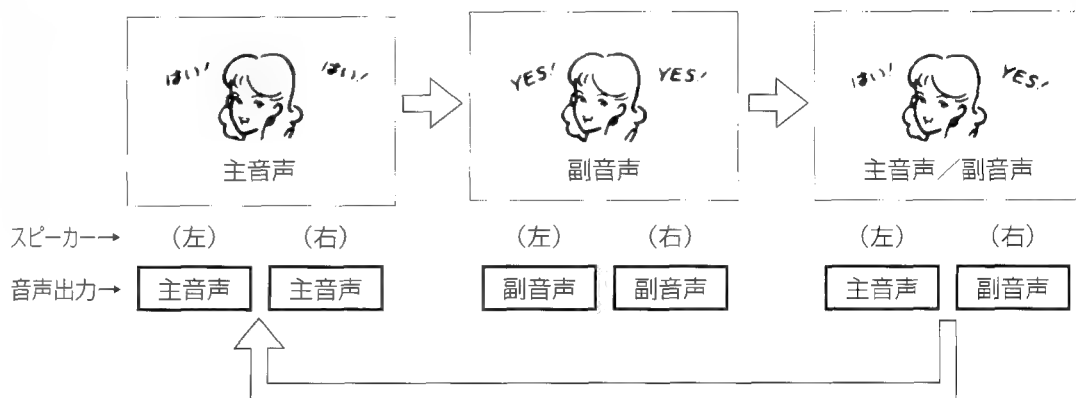 はい! はい! YES! YES! はい! YES!
主音声 副音声 主音声／副音声
スピーカー→ (左) (右) (左) (右) (左) (右)
音声出力→ 主音声 主音声 副音声 副音声 主音声 副音声